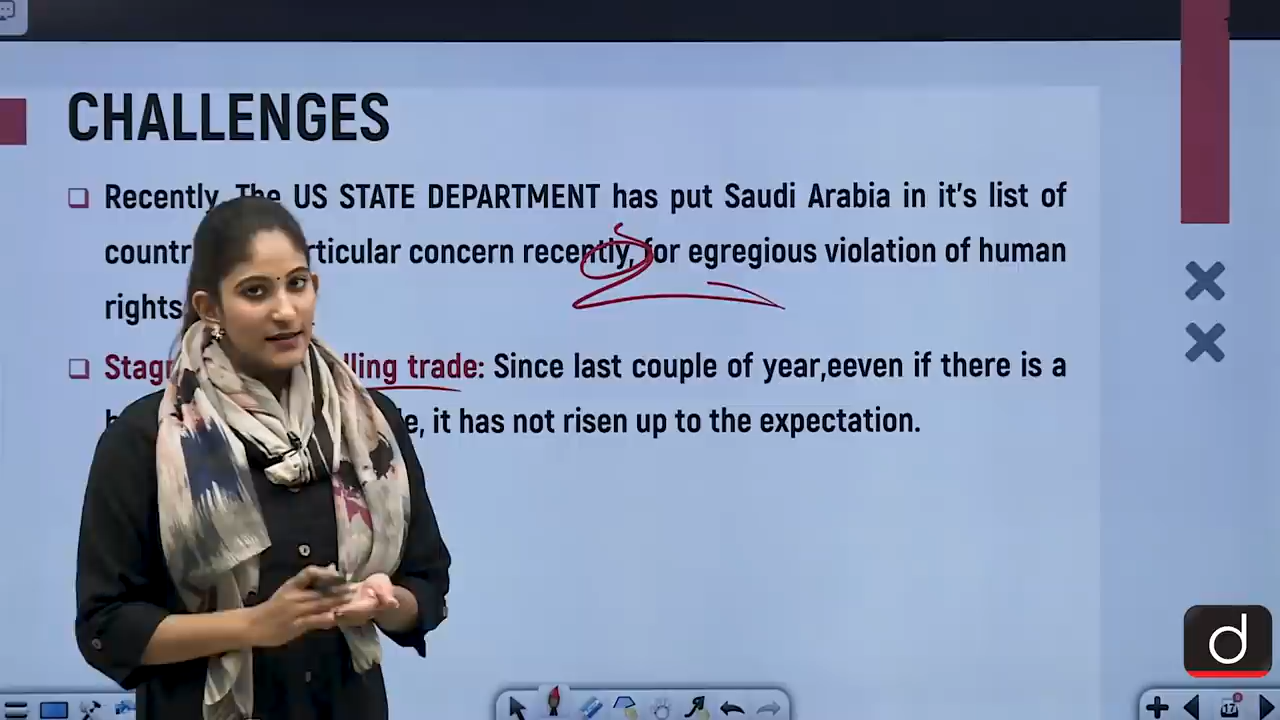 CHALLENGES
Recently, The US STATE DEPARTMENT has put Saudi Arabia in it's list of
concern recently, for egregious violation of human
rights
trade: Since last couple of year,eeven if there is a
it has not risen up to the expectation.
d
17